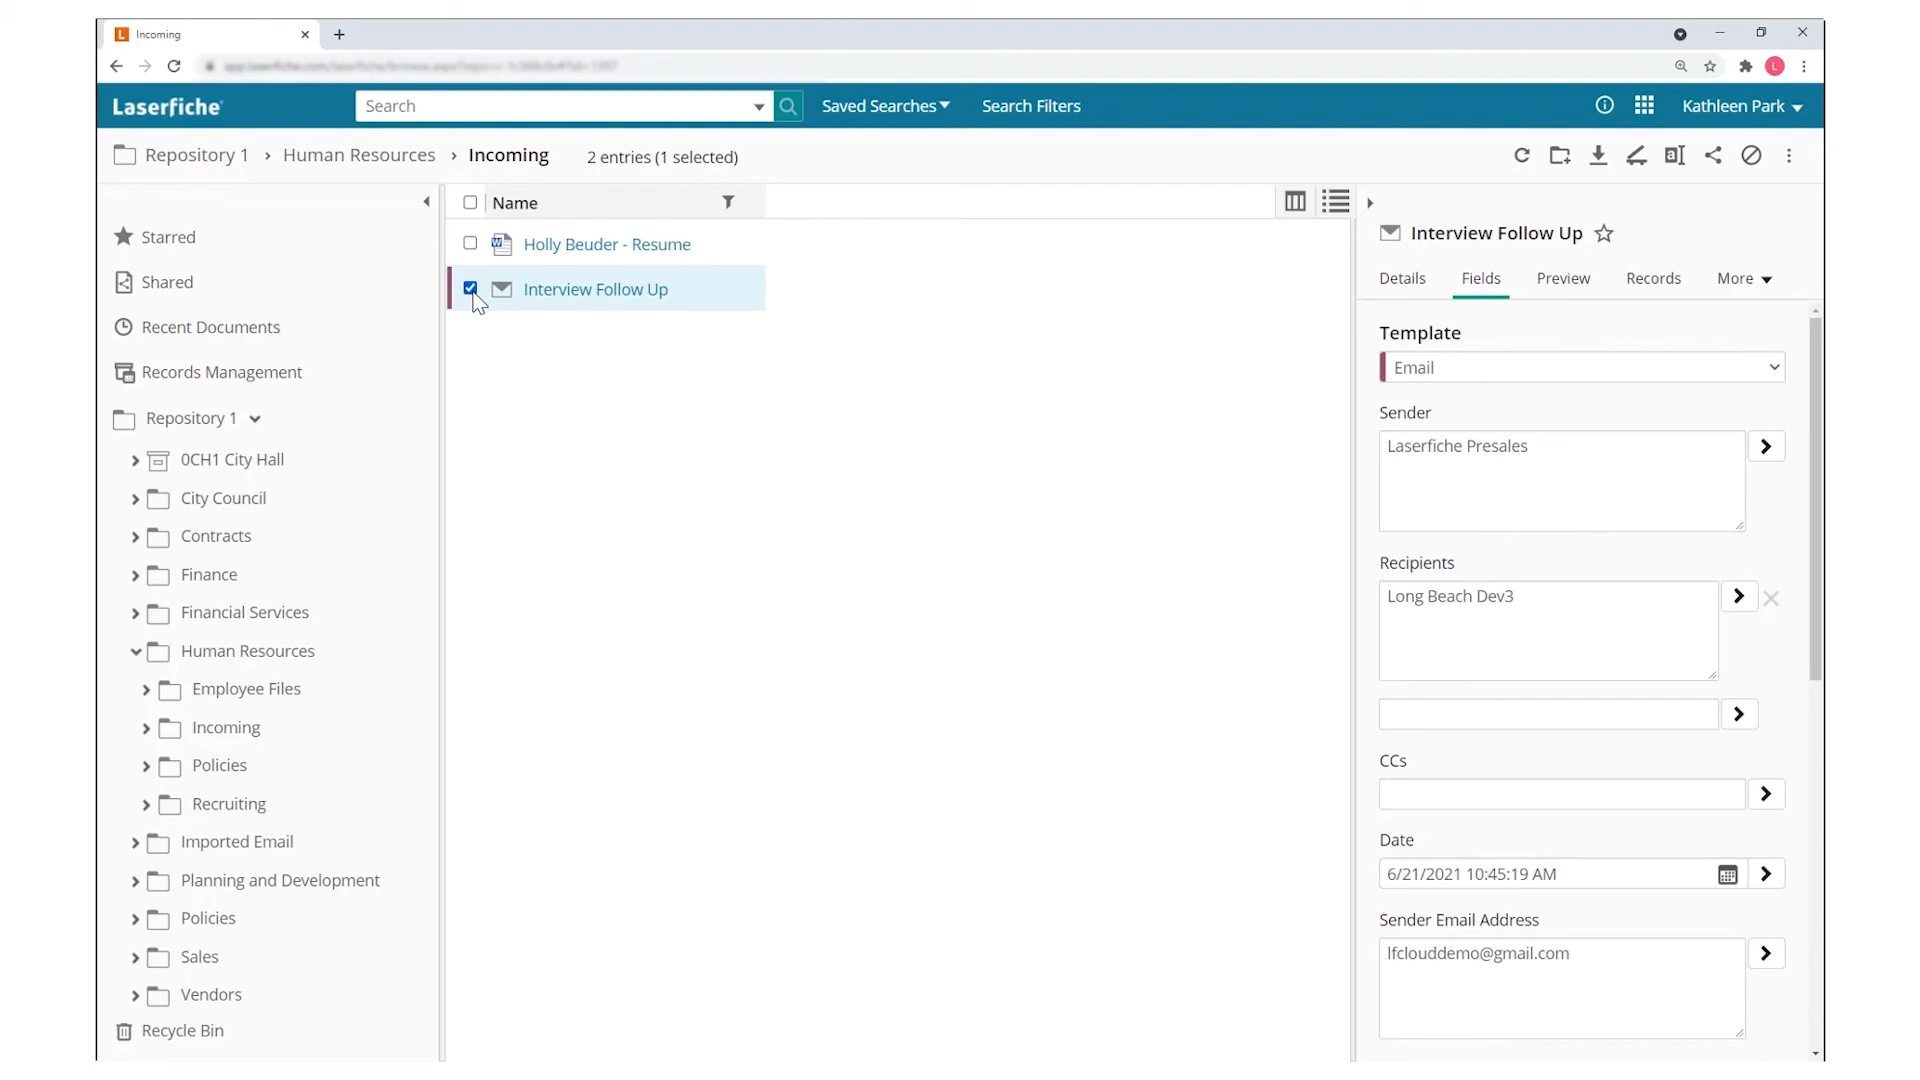 Incoming
Laserfiche
Search
Saved Searches
Search Filters
Kathleen Park
Repository 1 > Human Resources > Incoming
2 entries (1 selected)
Starred
Shared
Recent Documents
Records Management
Repository 1
0CH1 City Hall
City Council
Contracts
Finance
Financial Services
Human Resources
Employee Files
Incoming
Policies
Recruiting
Imported Email
Planning and Development
Policies
Sales
Vendors
Recycle Bin
Name
Holly Beuder - Resume
Interview Follow Up
Interview Follow Up
Details
Fields
Preview
Records
More
Template
Email
Sender
Laserfiche Presales
Recipients
Long Beach Dev3
CCs
Date
6/21/2021 10:45:19 AM
Sender Email Address
lfclouddemo@gmail.com